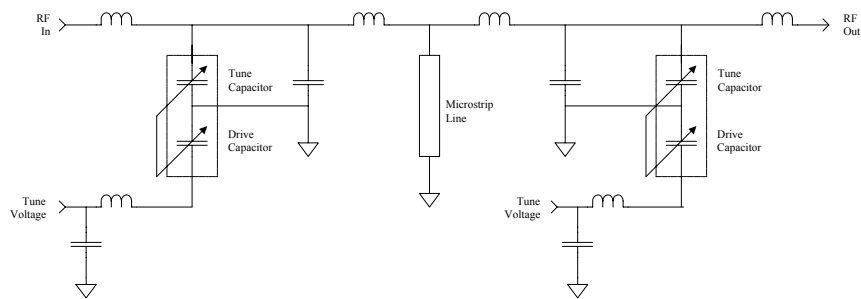 RF
In
RF
Out
Tune
Capacitor
Drive
Capacitor
Microstrip
Line
Tune
Capacitor
Drive
Capacitor
Tune
Voltage
Tune
Voltage